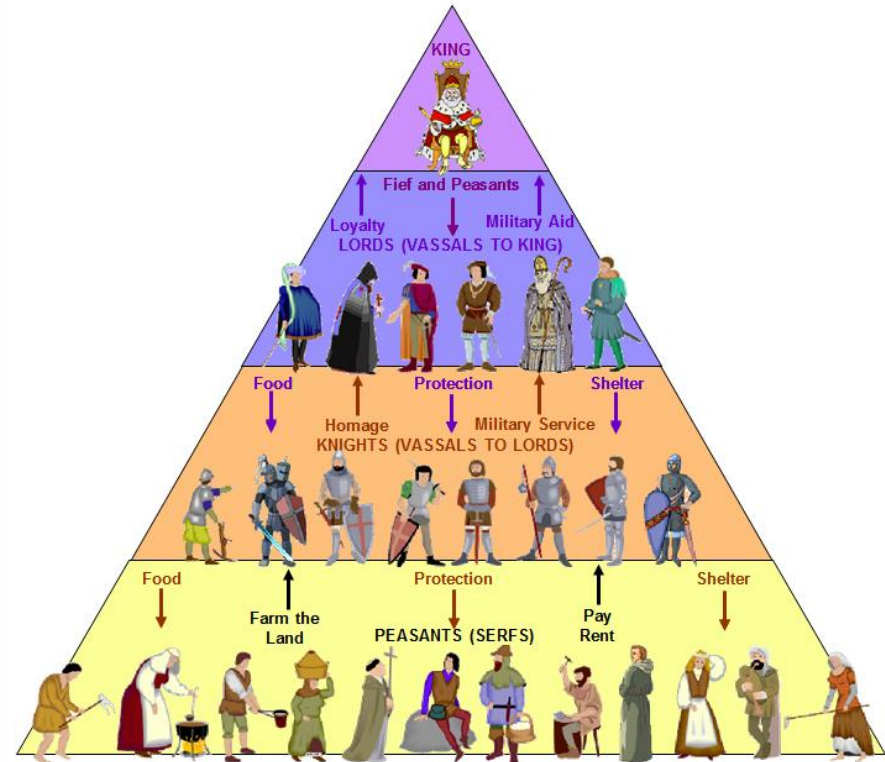 KING
Fief and Peasants
Loyalty
Military Aid
LORDS (VASSALS TO KING)
Food
Protection
Shelter
Homage
Military Service
KNIGHTS (VASSALS TO LORDS)
Food
Protection
Shelter
Farm the
Land
Pay
Rent
PEASANTS (SERFS)